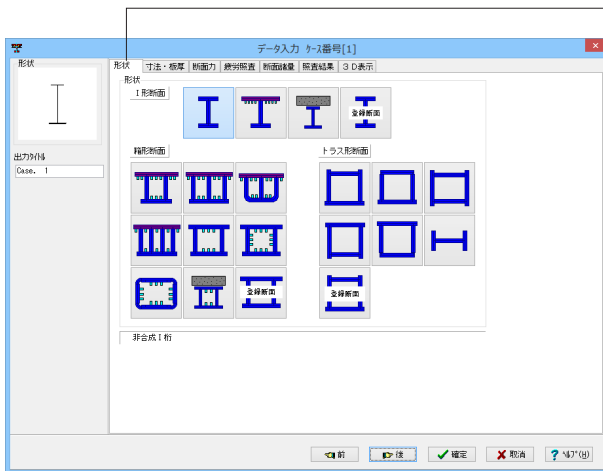 データ入力 ケース番号[1]
形状
出力タイトル
Case. 1
形状 寸法・板厚 断面力 疲労照査 断面諸量 照査結果 3D表示
形状
I形断面
登録断面
箱形断面
トラス形断面
登録断面
登録断面
非合成I桁
前 後 確定 取消 ヘルプ(H)